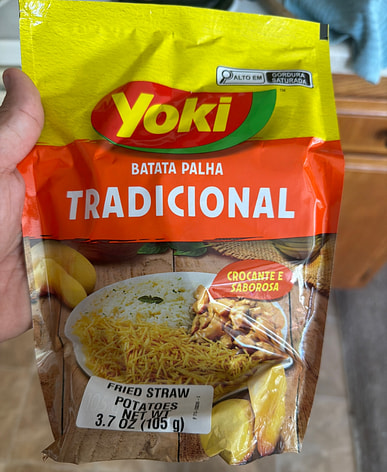 ALTO EM
GORDURA
SATURADA
Yoki
TM
BATATA PALHA
TRADICIONAL
CROCANTE E
SABOROSA
FRIED STRAW
POTATOES
NET WT
3.7 Oz (105 g)